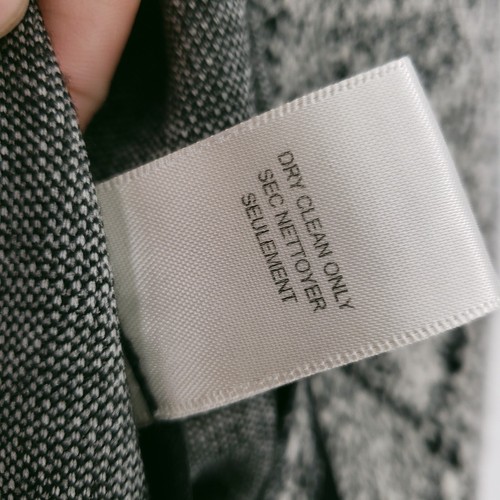 DRY CLEAN ONLY
SEC NETTOYER
SEULEMENT